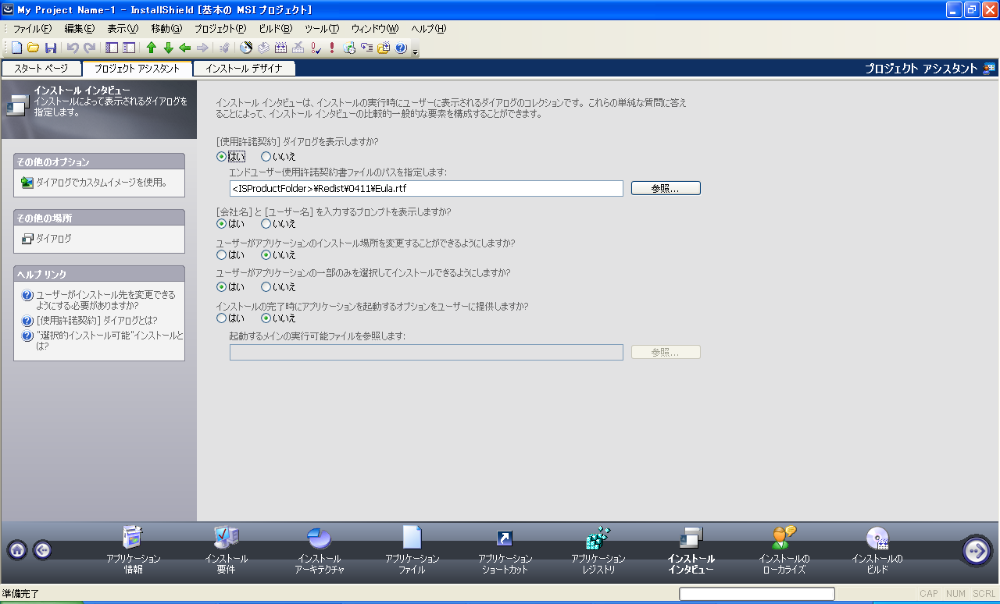 My Project Name-1 - InstallShield [基本の MSI プロジェクト]
ファイル(F) 編集(E) 表示(V) 移動(G) プロジェクト(P) ビルド(B) ツール(T) ウィンドウ(W) ヘルプ(H)
スタート ページ プロジェクト アシスタント インストール デザイナ プロジェクト アシスタント
インストール インタビュー
インストールによって表示されるダイアログを
指定します。
その他のオプション
ダイアログでカスタムイメージを使用。
その他の場所
ダイアログ
ヘルプ リンク
ユーザーがインストール先を変更できる
ようにする必要がありますか?
[使用許諾契約] ダイアログとは?
"選択的インストール可能"インストールと
は?
インストール インタビューは、インストールの実行時にユーザーに表示されるダイアログのコレクションです。これらの単純な質問に答え
ることによって、インストール インタビューの比較的一般的な要素を構成することができます。
[使用許諾契約] ダイアログを表示しますか?
はい いいえ
エンドユーザー使用許諾契約書ファイルのパスを指定します:
<ISProductFolder>¥Redist¥0411¥Eula.rtf 参照...
[会社名] と [ユーザー名] を入力するプロンプトを表示しますか?
はい いいえ
ユーザーがアプリケーションのインストール場所を変更することができるようにしますか?
はい いいえ
ユーザーがアプリケーションの一部のみを選択してインストールできるようにしますか?
はい いいえ
インストールの完了時にアプリケーションを起動するオプションをユーザーに提供しますか?
はい いいえ
起動するメインの実行可能ファイルを参照します:
参照...
アプリケーション
情報
インストール
要件
インストール
アーキテクチャ
アプリケーション
ファイル
アプリケーション
ショートカット
アプリケーション
レジストリ
インストール
インタビュー
インストールの
ローカライズ
インストールの
ビルド
準備完了 CAP NUM SCRL